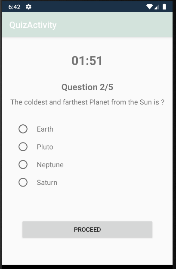 6:42
QuizActivity
01:51
Question 2/5
The coldest and farthest Planet from the Sun is ?
Earth
Pluto
Neptune
Saturn
PROCEED